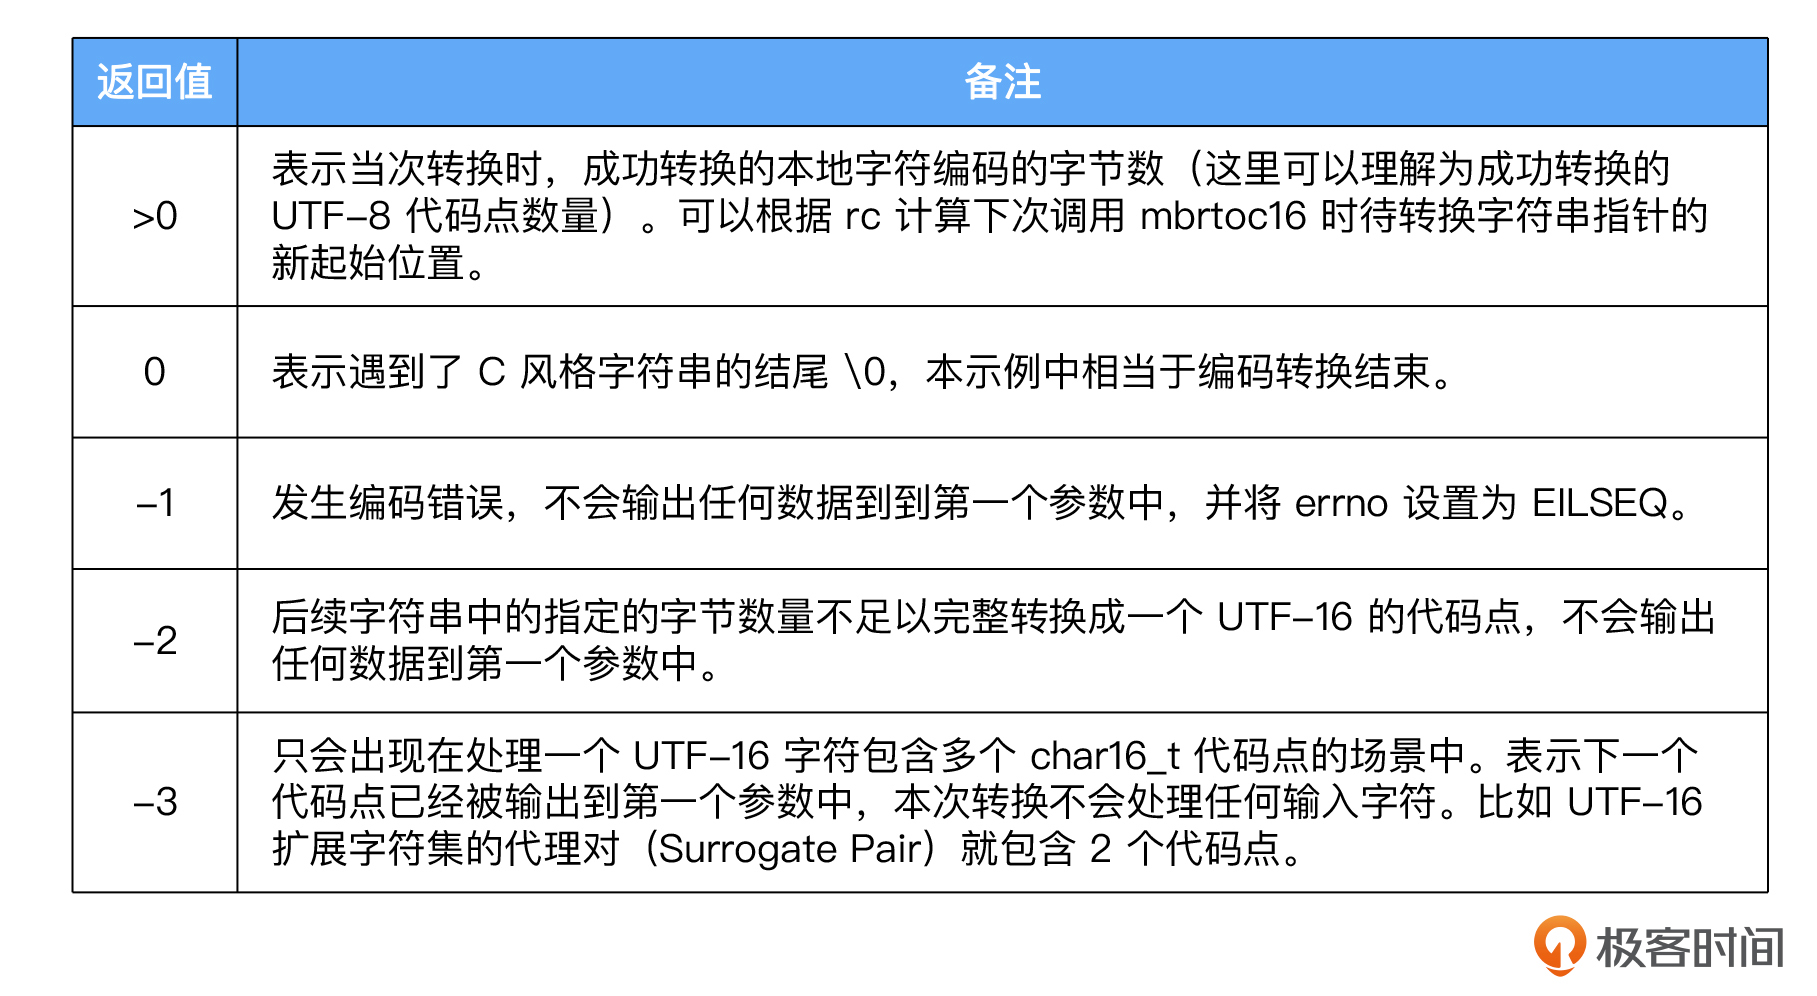 返回值 备注
>0
表示当次转换时，成功转换的本地字符编码的字节数（这里可以理解为成功转换的
UTF-8 代码点数量）。可以根据 rc 计算下次调用 mbrtoc16 时待转换字符串指针的
新起始位置。
0
表示遇到了 C 风格字符串的结尾 \0，本示例中相当于编码转换结束。
-1
发生编码错误，不会输出任何数据到到第一个参数中，并将 errno 设置为 EILSEQ。
-2
后续字符串中的指定的字节数量不足以完整转换成一个 UTF-16 的代码点，不会输出
任何数据到第一个参数中。
-3
只会出现在处理一个 UTF-16 字符包含多个 char16_t 代码点的场景中。表示下一个
代码点已经被输出到第一个参数中，本次转换不会处理任何输入字符。比如 UTF-16
扩展字符集的代理对（Surrogate Pair）就包含 2 个代码点。
极客时间